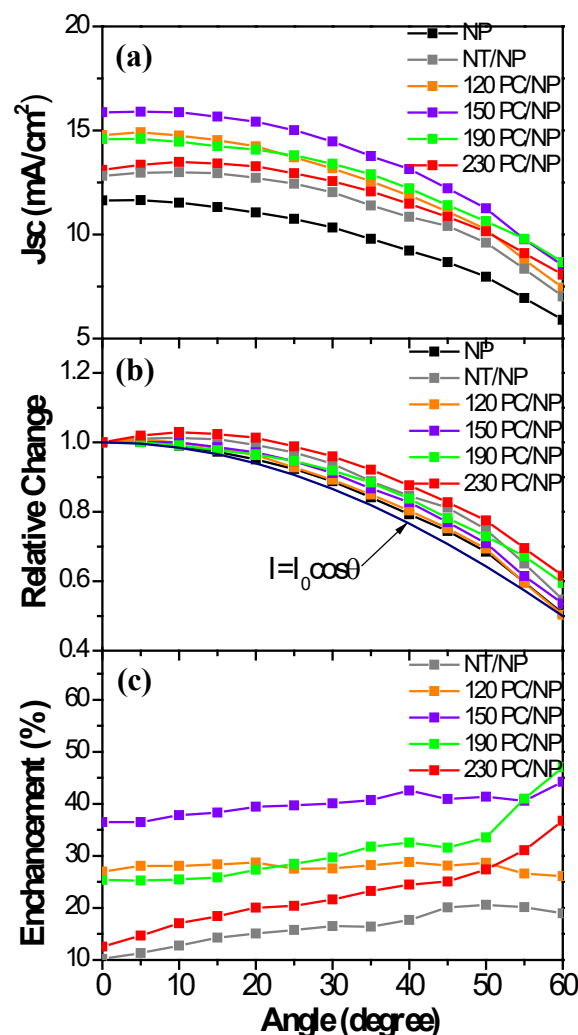 20
(a)
NP
NT/NP
120 PC/NP
150 PC/NP
190 PC/NP
230 PC/NP
15
10
5
Jsc (mA/cm²)
(b)
NP
NT/NP
120 PC/NP
150 PC/NP
190 PC/NP
230 PC/NP
1.2
1.0
0.8
0.6
0.4
Relative Change
I=I₀cosθ
(c)
NT/NP
120 PC/NP
150 PC/NP
190 PC/NP
230 PC/NP
60
50
40
30
20
10
Enchancement (%)
0 10 20 30 40 50 60
Angle (degree)